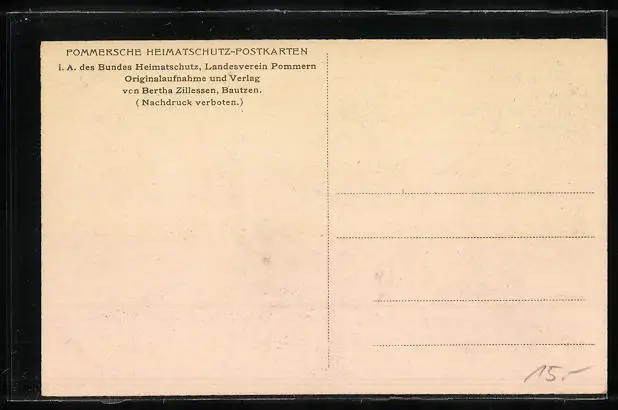 POMMERSCHE HEIMATSCHUTZ-POSTKARTEN
i. A. des Bundes Heimatschutz, Landesverein Pommern
Originalaufnahme und Verlag
von Bertha Zillessen, Bautzen.
(Nachdruck verboten.)
15.-